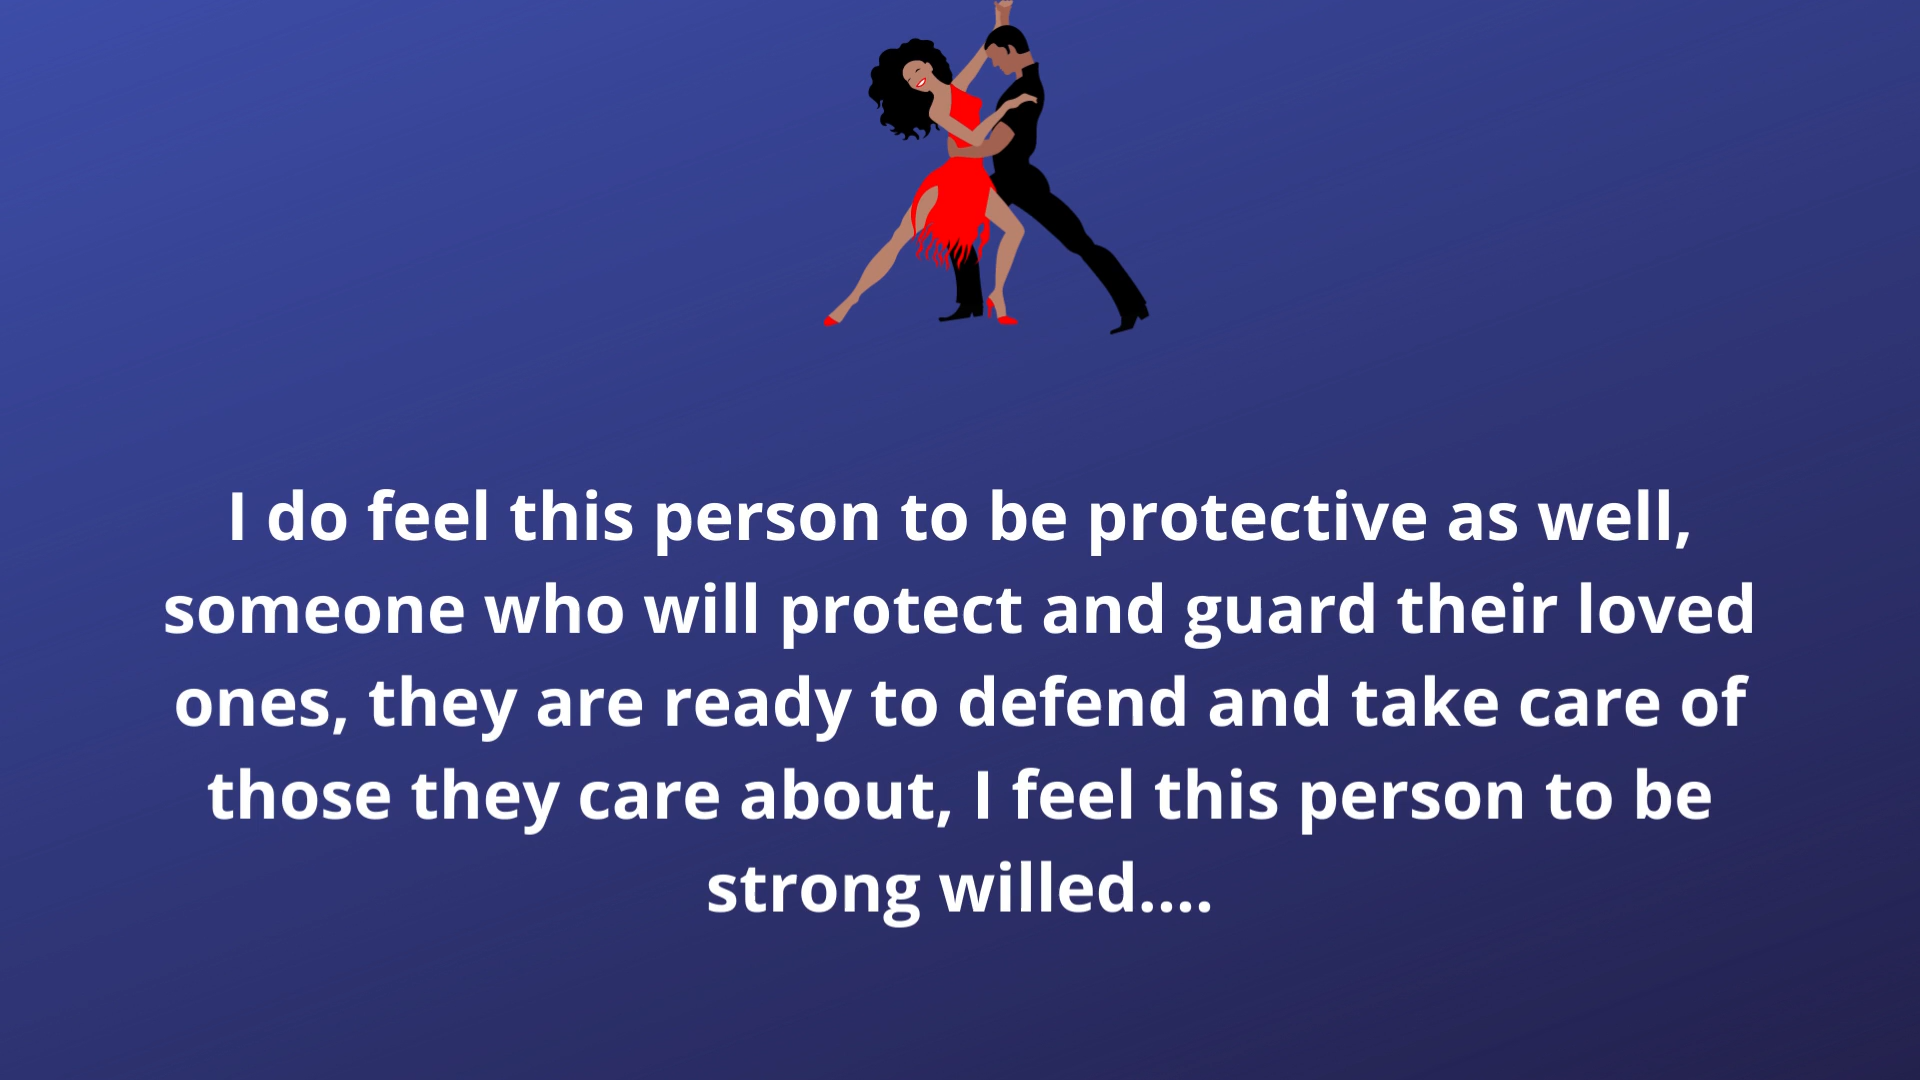 I do feel this person to be protective as well,
someone who will protect and guard their loved
ones, they are ready to defend and take care of
those they care about, I feel this person to be
strong willed....